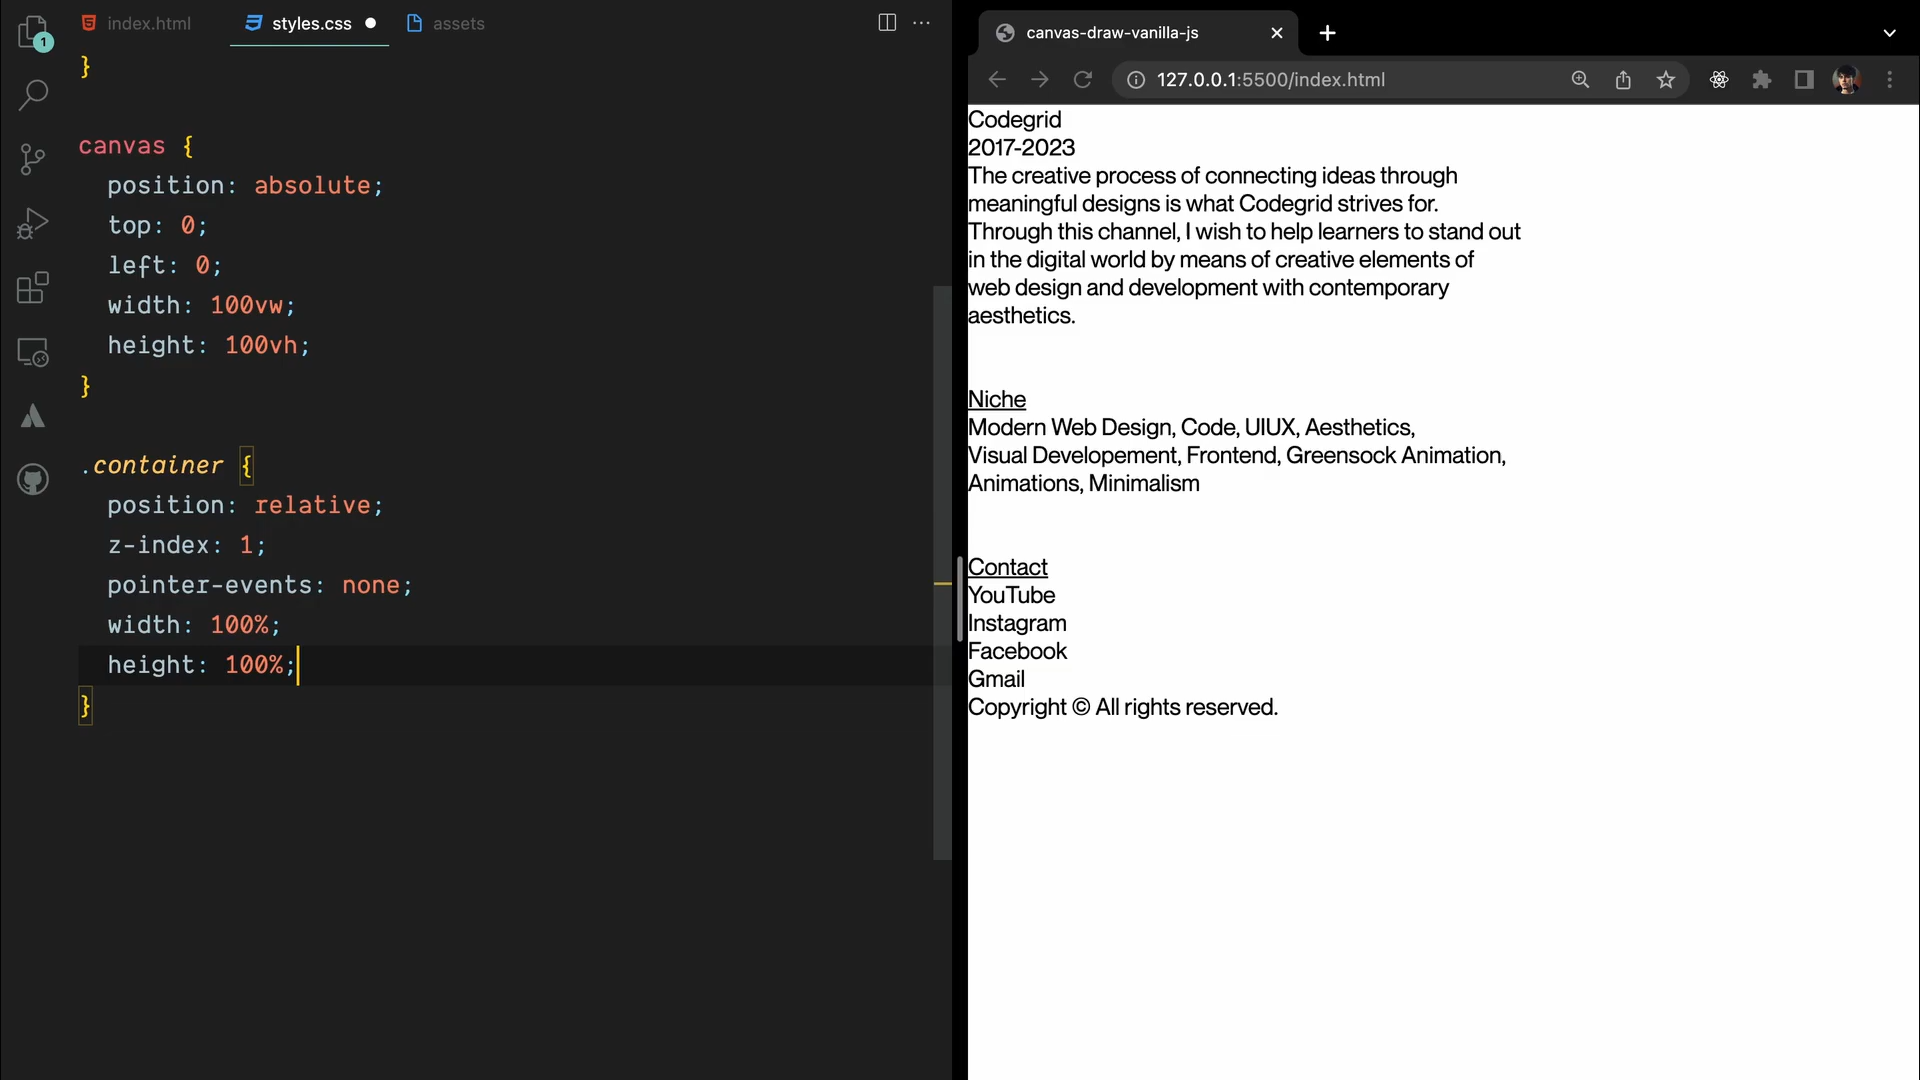 index.html
styles.css
assets
1
}
canvas {
position: absolute;
top: 0;
left: 0;
width: 100vw;
height: 100vh;
}
.container {
position: relative;
z-index: 1;
pointer-events: none;
width: 100%;
height: 100%;
}
canvas-draw-vanilla-js
127.0.0.1:5500/index.html
Codegrid
2017-2023
The creative process of connecting ideas through
meaningful designs is what Codegrid strives for.
Through this channel, I wish to help learners to stand out
in the digital world by means of creative elements of
web design and development with contemporary
aesthetics.
Niche
Modern Web Design, Code, UIUX, Aesthetics,
Visual Developement, Frontend, Greensock Animation,
Animations, Minimalism
Contact
YouTube
Instagram
Facebook
Gmail
Copyright © All rights reserved.